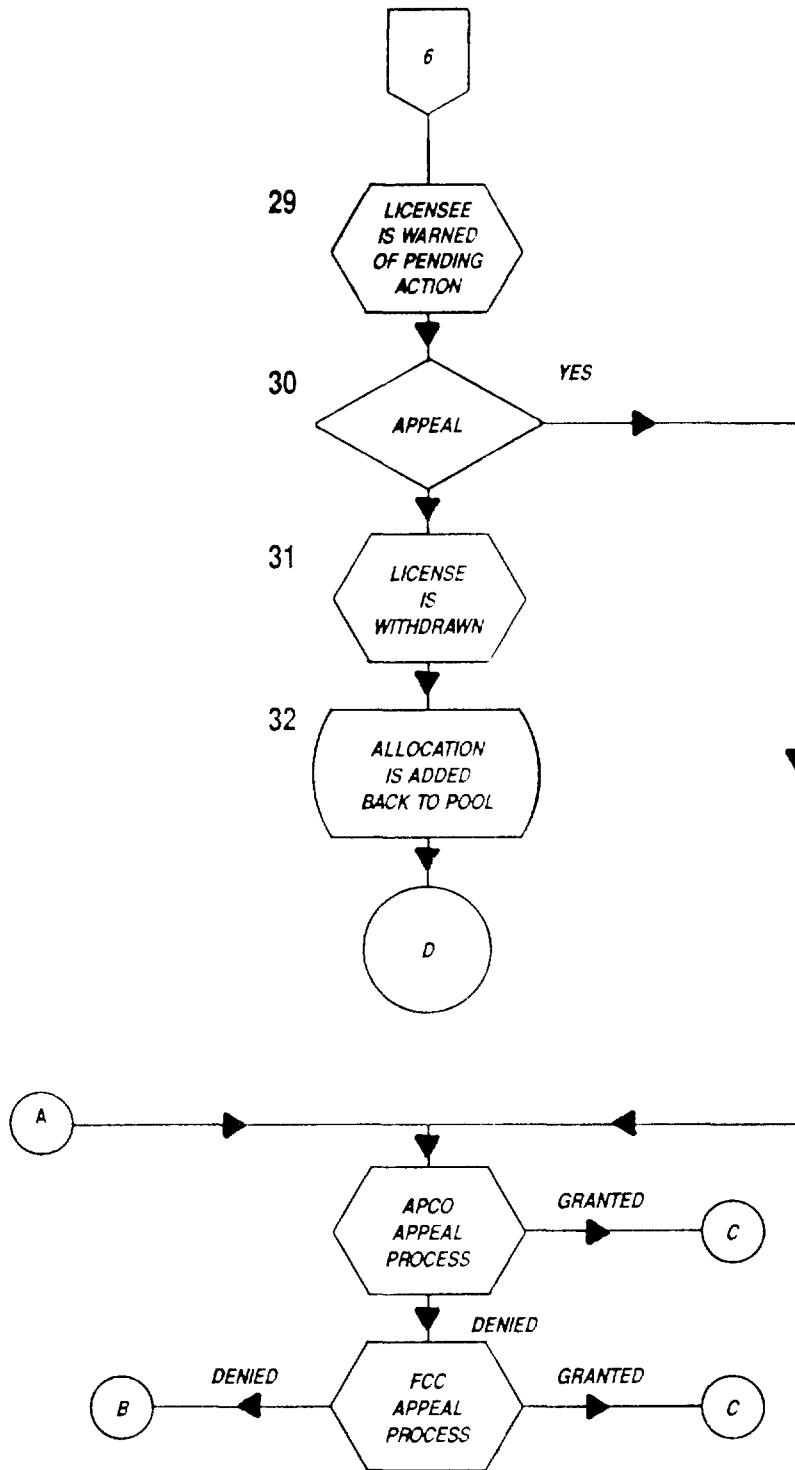 6
29
LICENSEE
IS WARNED
OF PENDING
ACTION
30
YES
APPEAL
31
LICENSE
IS
WITHDRAWN
32
ALLOCATION
IS ADDED
BACK TO POOL
D
A
APCO
APPEAL
PROCESS
GRANTED
C
DENIED
DENIED
B
FCC
APPEAL
PROCESS
GRANTED
C